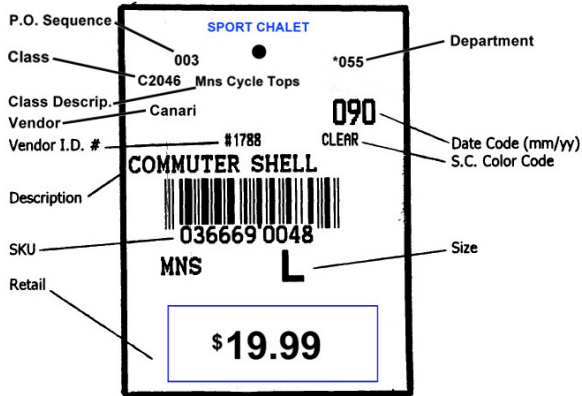 P.O. Sequence
SPORT CHALET
003
*055
Department
Class
C2046
Mns Cycle Tops
Class Descrip.
Vendor
Canari
090
Vendor I.D. #
#1788
CLEAR
Date Code (mm/yy)
S.C. Color Code
COMMUTER SHELL
Description
036669 0048
SKU
MNS
L
Size
Retail
$19.99